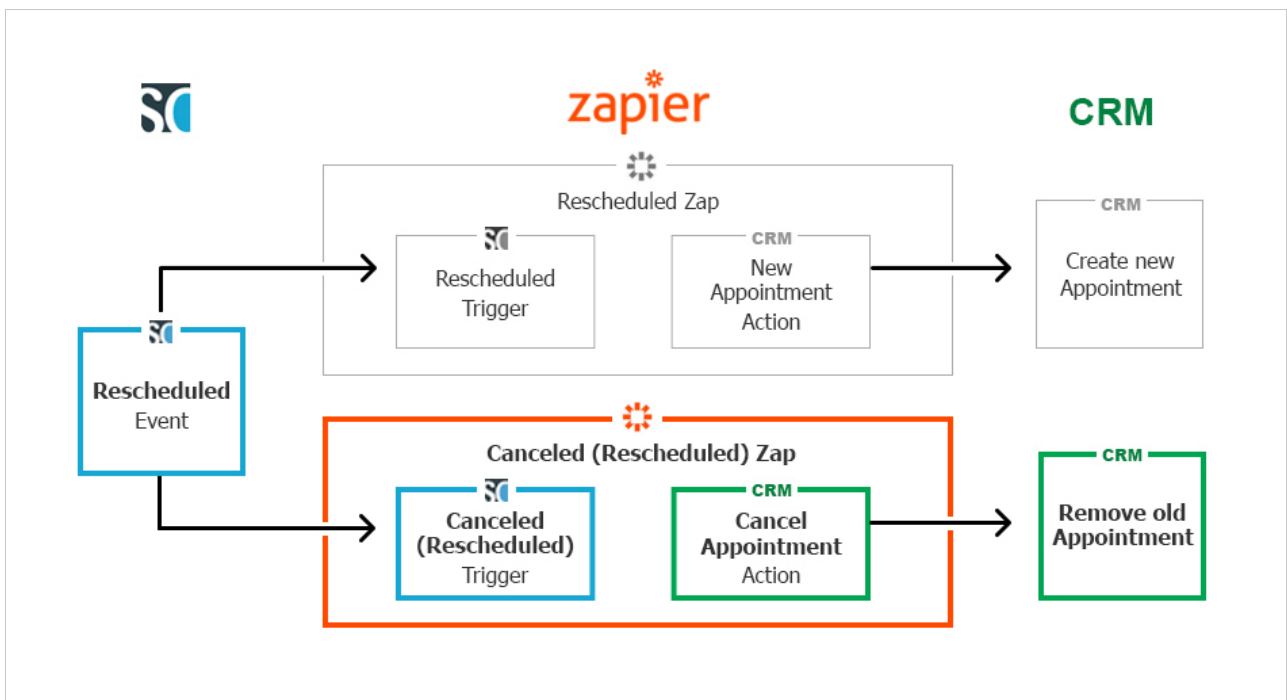 SC
zapier
CRM
Rescheduled Zap
SC
Rescheduled
Trigger
CRM
New
Appointment
Action
CRM
Create new
Appointment
SC
Rescheduled
Event
Canceled (Rescheduled) Zap
SC
Canceled
(Rescheduled)
Trigger
CRM
Cancel
Appointment
Action
CRM
Remove old
Appointment